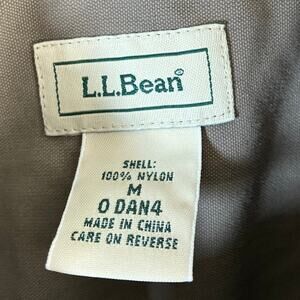 L.L.Bean®
SHELL:
100% NYLON
M
0 DAN4
MADE IN CHINA
CARE ON REVERSE